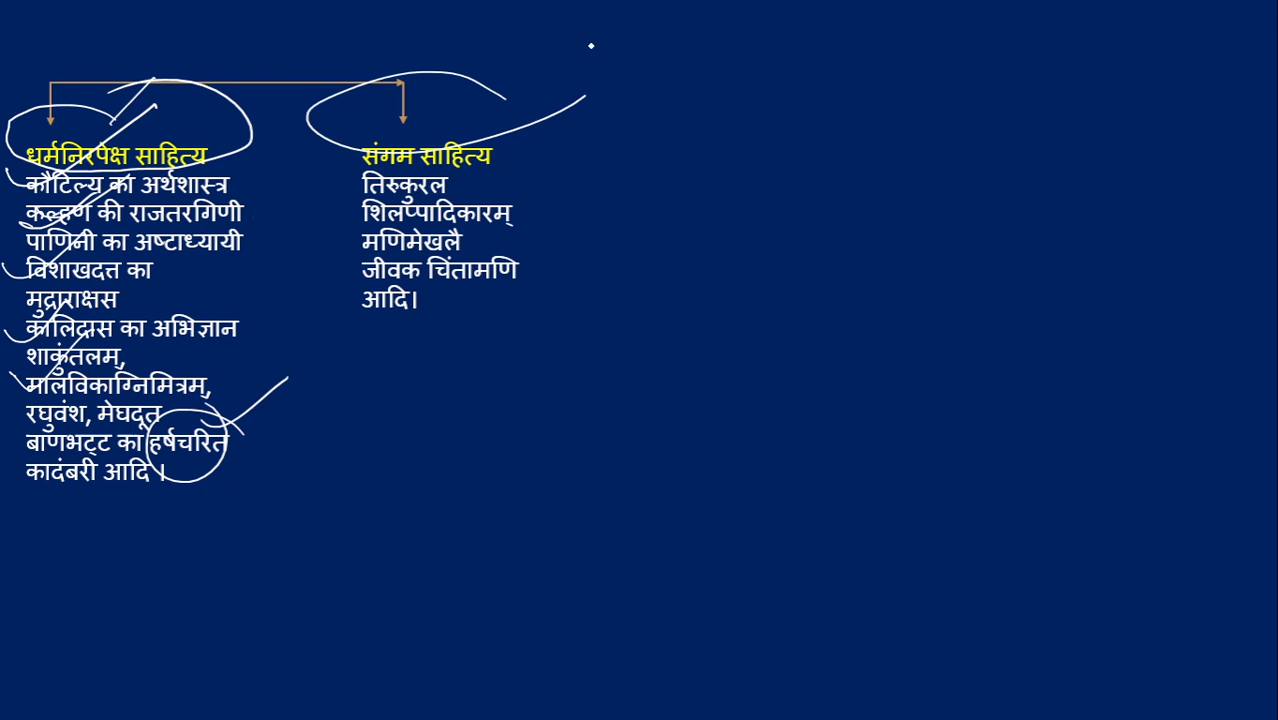 धर्मनिरपेक्ष साहित्य
कौटिल्य का अर्थशास्त्र
कल्हण की राजतरगिणी
पाणिनी का अष्टाध्यायी
विशाखदत्त का
मुद्राराक्षस
कालिदास का अभिज्ञान
शाकुंतलम्,
मालविकाग्निमित्रम्,
रघुवंश, मेघदूत
बाणभट्ट का हर्षचरित
कादंबरी आदि ।
संगम साहित्य
तिरुकुरल
शिलप्पादिकारम्
मणिमेखलै
जीवक चिंतामणि
आदि।